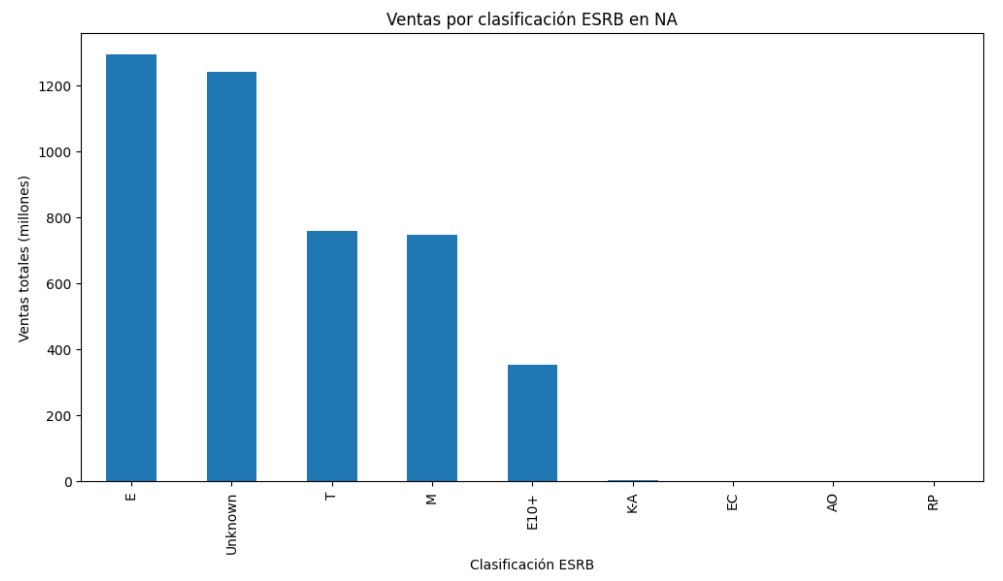 Ventas por clasificación ESRB en NA
Ventas totales (millones)
1200
1000
800
600
400
200
0
E
Unknown
T
M
E10+
K-A
EC
AO
RP
Clasificación ESRB